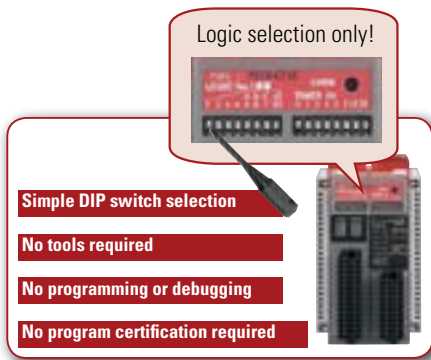 Logic selection only!
Simple DIP switch selection
No tools required
No programming or debugging
No program certification required